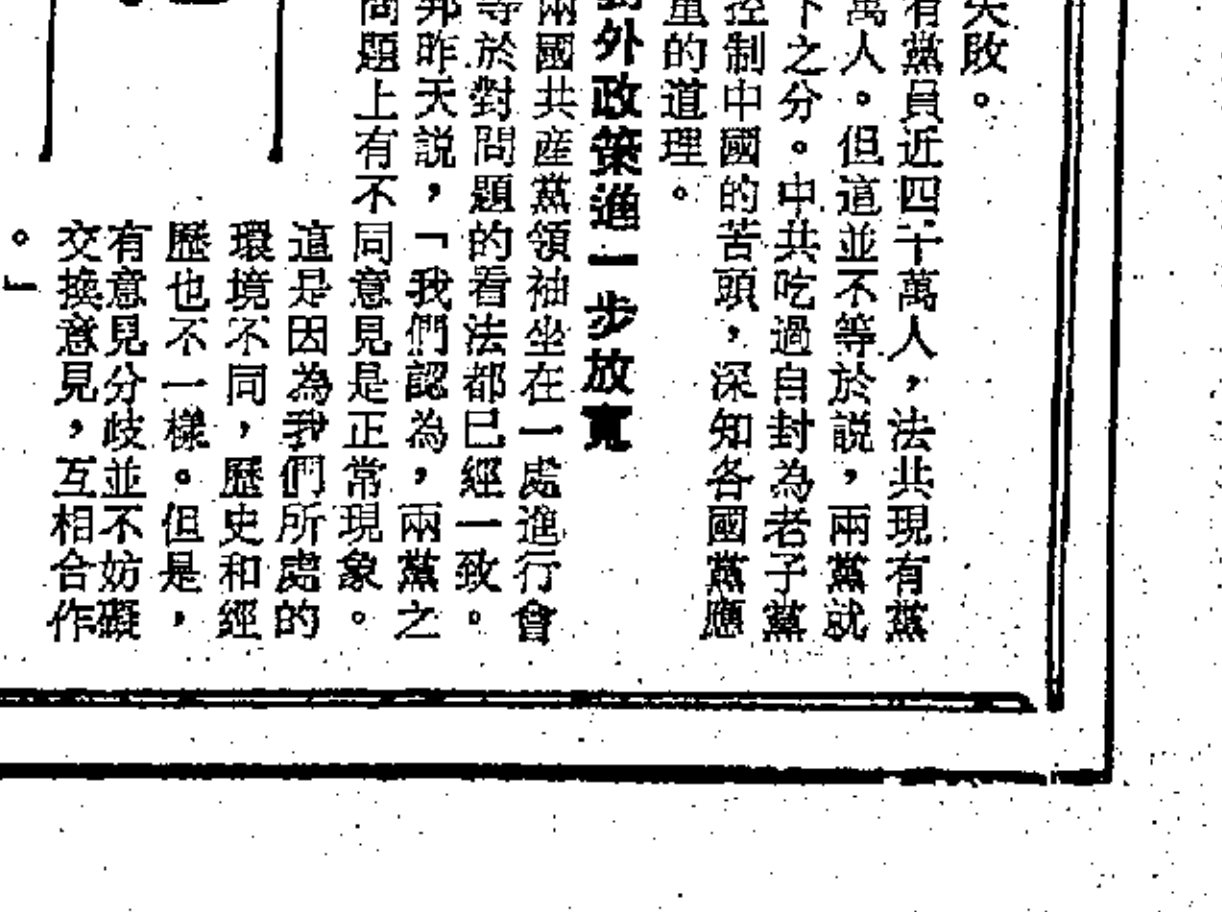 失敗。
有黨員近四千萬人,法共現有黨
萬人。但這並不等於説,兩黨就
下之分。中共吃過自封為老子黨
控制中國的苦頭,深知各國黨應
重的道理。
對外政策進一步放寬
兩國共産黨領袖坐在一處進行會
等於對問題的看法都已經一致。
邦昨天説,「我們認為,兩黨之
問題上有不同意見是正常現象。
這是因為我們所處的
環境不同,歷史和經
歷也不一樣。但是,
有意見分歧並不妨礙
交換意見,互相合作
。」